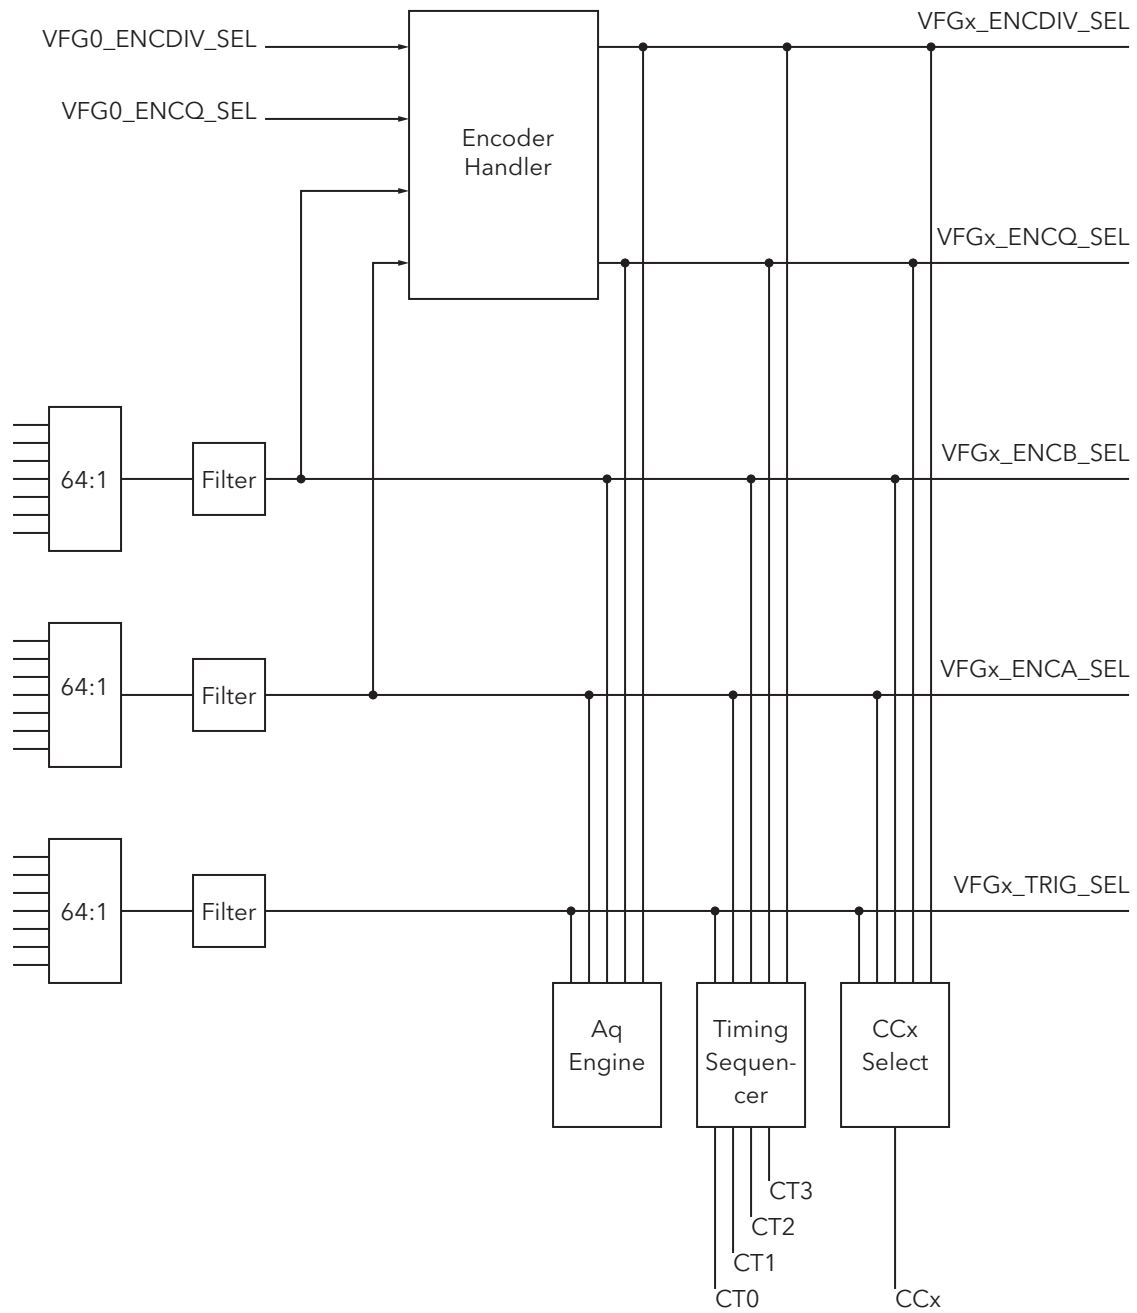 VFGx_ENCDIV_SEL
VFG0_ENCDIV_SEL
VFG0_ENCQ_SEL
Encoder
Handler
VFGx_ENCQ_SEL
VFGx_ENCB_SEL
64:1
Filter
VFGx_ENCA_SEL
64:1
Filter
VFGx_TRIG_SEL
64:1
Filter
Aq
Engine
Timing
Sequen-
cer
CCx
Select
CT3
CT2
CT1
CT0
CCx